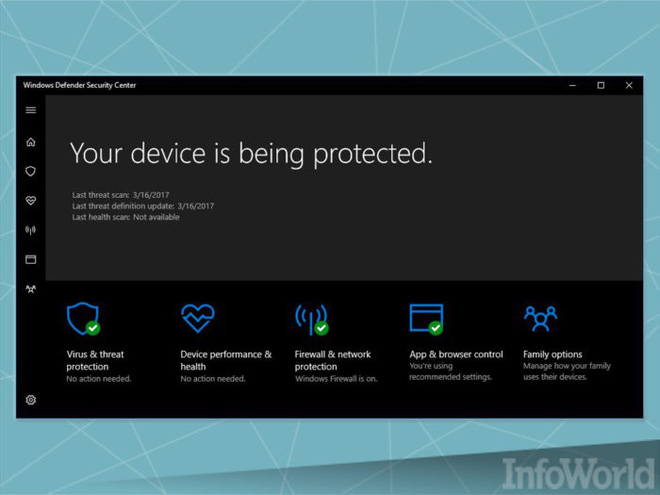 Windows Defender Security Center
Your device is being protected.
Last threat scan: 3/16/2017
Last threat definition update: 3/16/2017
Last health scan: Not available
Virus & threat
protection
No action needed.
Device performance &
health
No action needed.
Firewall & network
protection
Windows Firewall is on.
App & browser control
You're using
recommended settings.
Family options
Manage how your family
uses their devices.
InfoWorld